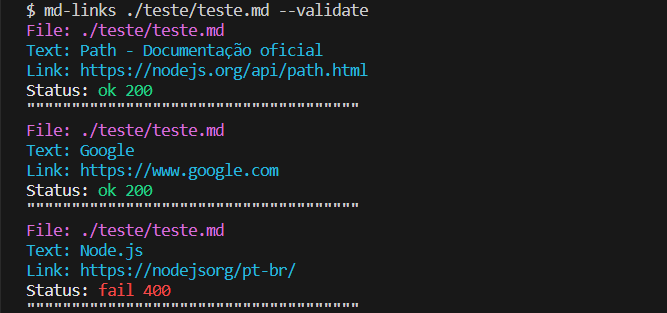 $ md-links ./teste/teste.md --validate
File: ./teste/teste.md
Text: Path - Documentação oficial
Link: https://nodejs.org/api/path.html
Status: ok 200
"""""""""""""""""""""""""""""""""""""
File: ./teste/teste.md
Text: Google
Link: https://www.google.com
Status: ok 200
"""""""""""""""""""""""""""""""""""""
File: ./teste/teste.md
Text: Node.js
Link: https://nodejsorg/pt-br/
Status: fail 400
"""""""""""""""""""""""""""""""""""""